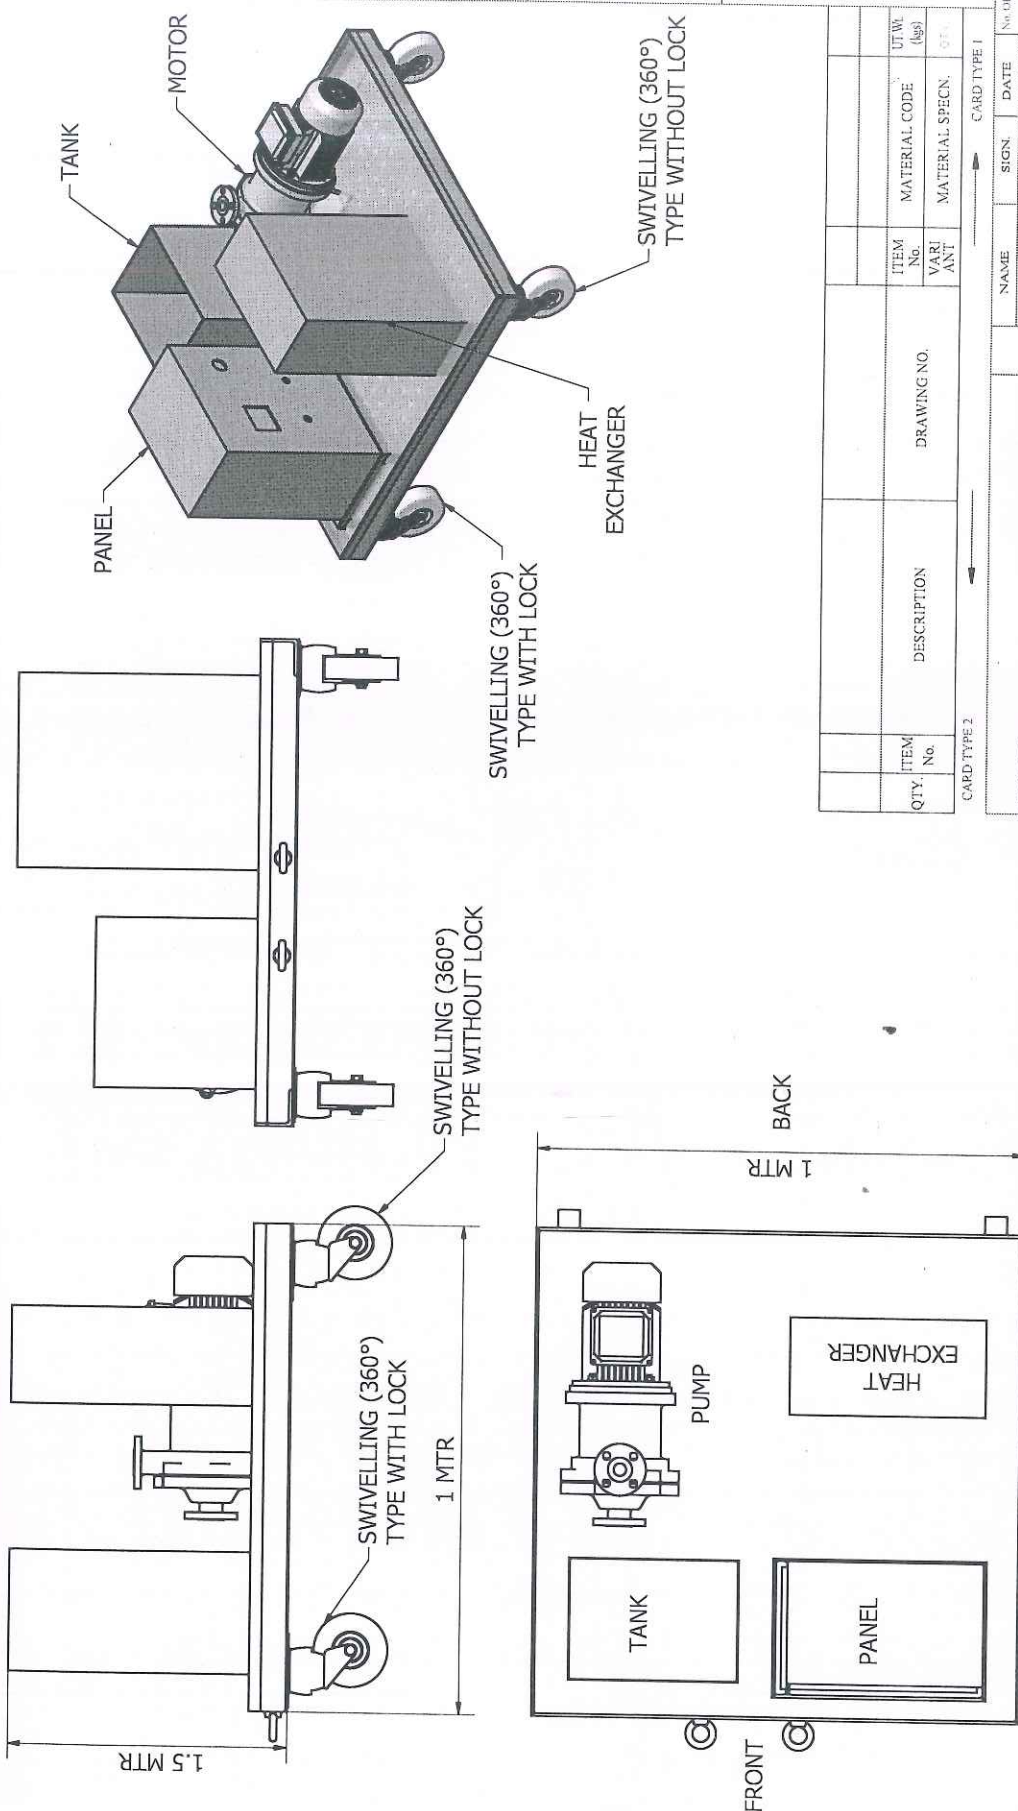 PANEL
TANK
MOTOR
SWIVELLING (360°)
TYPE WITH LOCK
HEAT
EXCHANGER
SWIVELLING (360°)
TYPE WITHOUT LOCK
1.5 MTR
SWIVELLING (360°)
TYPE WITH LOCK
1 MTR
SWIVELLING (360°)
TYPE WITHOUT LOCK
FRONT
TANK
PANEL
PUMP
HEAT
EXCHANGER
1 MTR
BACK
QTY.
ITEM
No.
DESCRIPTION
DRAWING NO.
ITEM
No.
VARI
ANT
MATERIAL CODE
MATERIAL SPECN.
UT.Wt.
(kgs)
QTY.
CARD TYPE 2
CARD TYPE 1
NAME
SIGN.
DATE